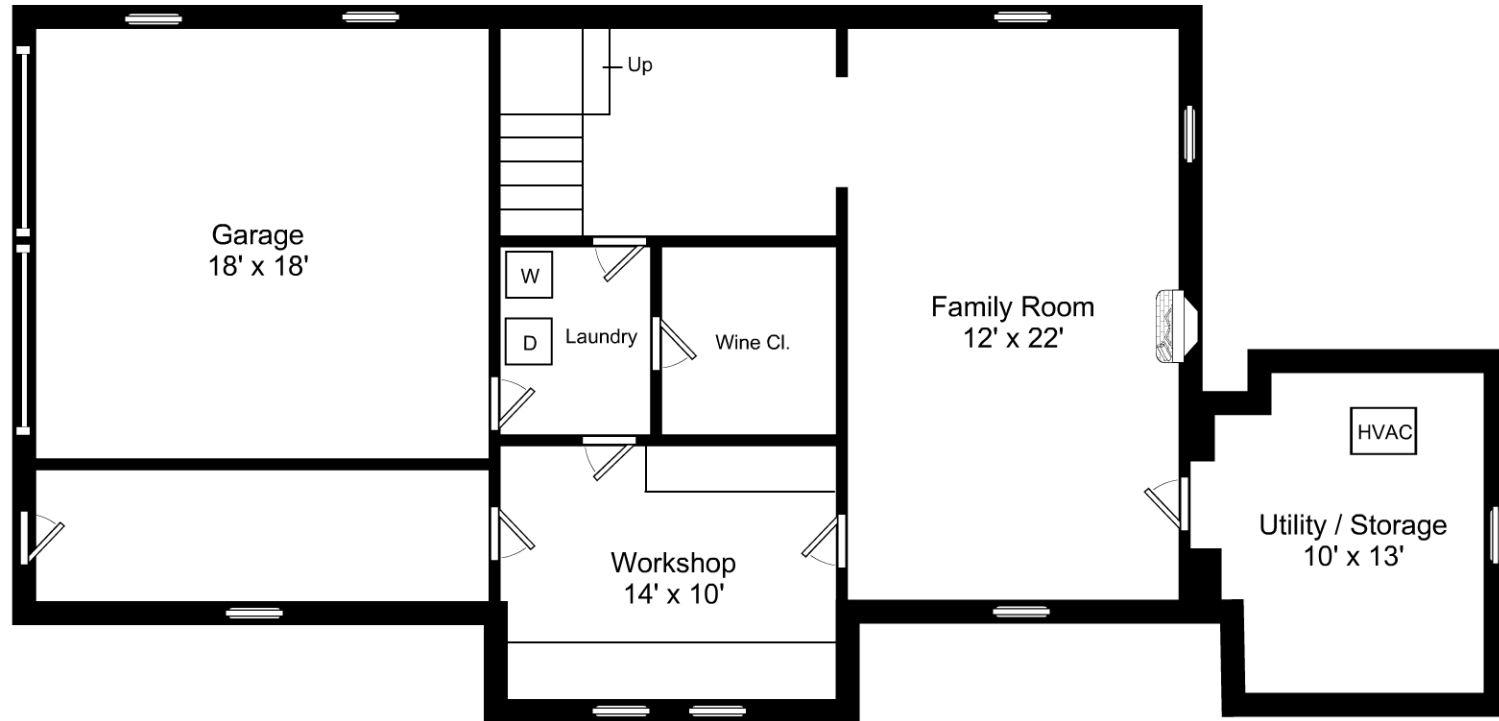 Up
Garage
18' x 18'
W
D
Laundry
Wine Cl.
Family Room
12' x 22'
HVAC
Utility / Storage
10' x 13'
Workshop
14' x 10'